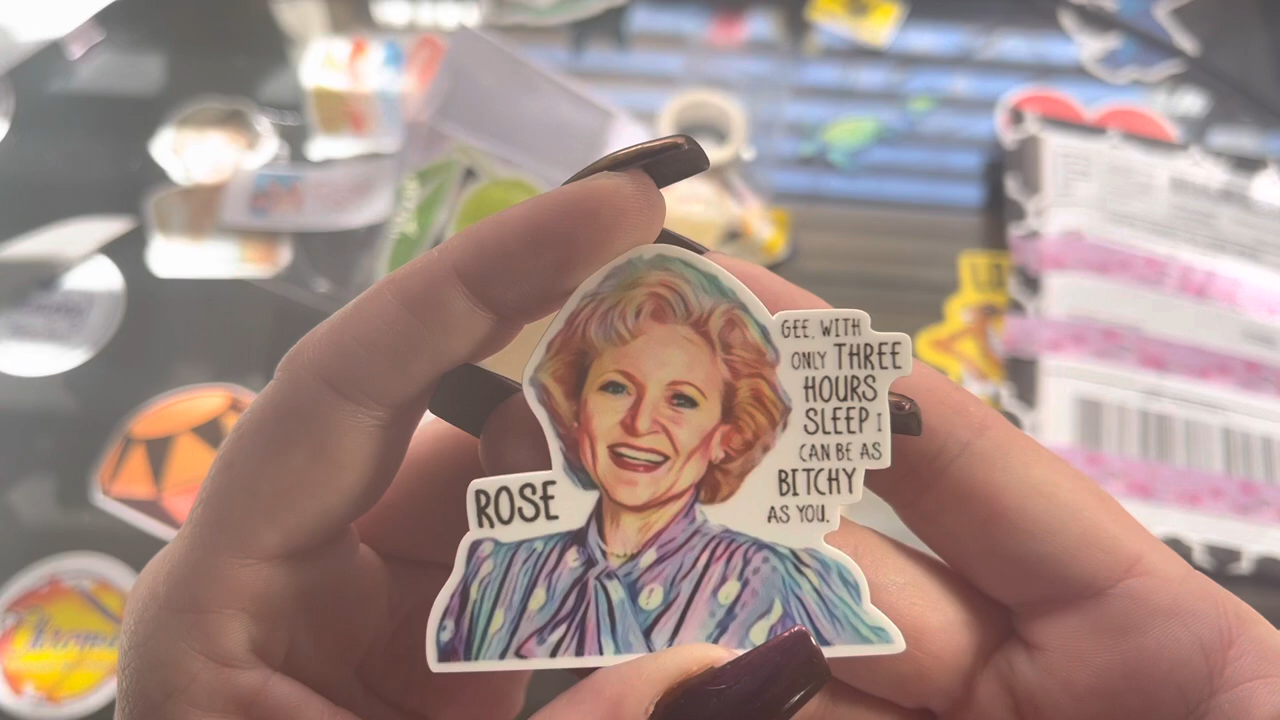 GEE, WITH
ONLY THREE
HOURS
SLEEP I
CAN BE AS
BITCHY
AS YOU.
ROSE